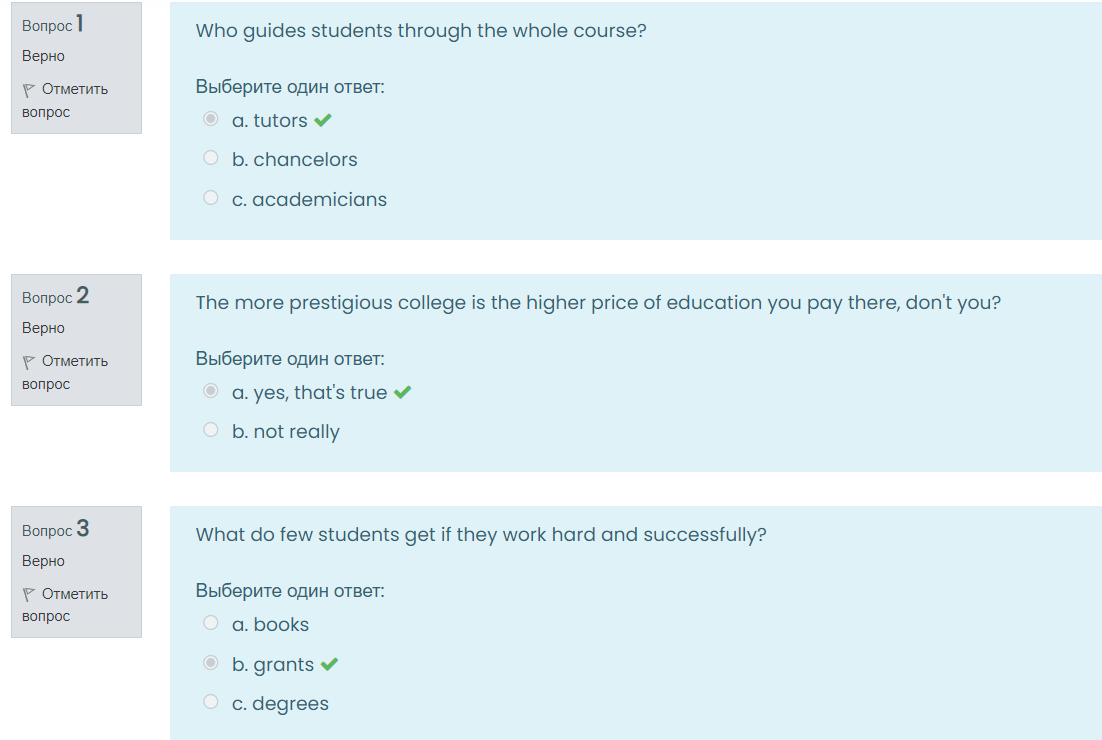 Вопрос 1
Верно
Отметить
вопрос
Who guides students through the whole course?
Выберите один ответ:
a. tutors
b. chancelors
c. academicians
Вопрос 2
Верно
Отметить
вопрос
The more prestigious college is the higher price of education you pay there, don't you?
Выберите один ответ:
a. yes, that's true
b. not really
Вопрос 3
Верно
Отметить
вопрос
What do few students get if they work hard and successfully?
Выберите один ответ:
a. books
b. grants
c. degrees